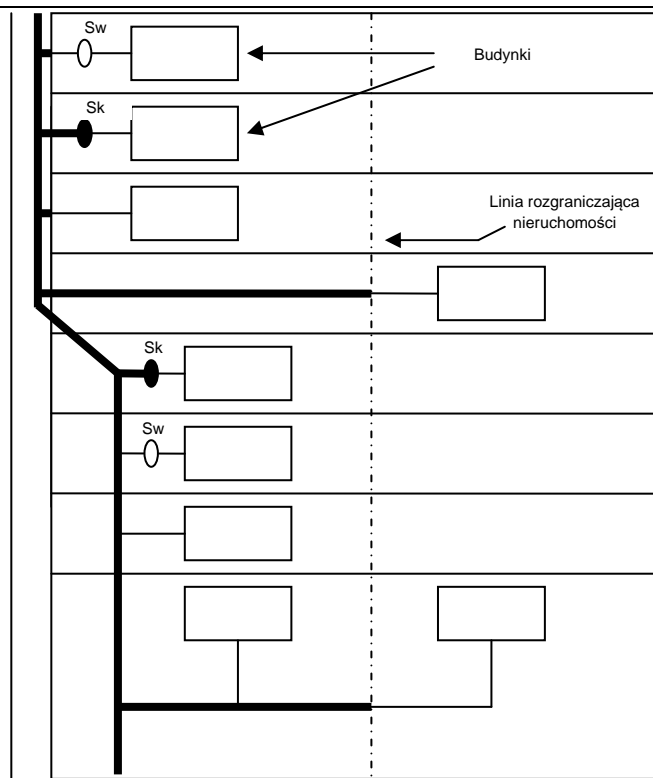 Sw
Budynki
Sk
Linia rozgraniczająca
nieruchomości
Sk
Sw